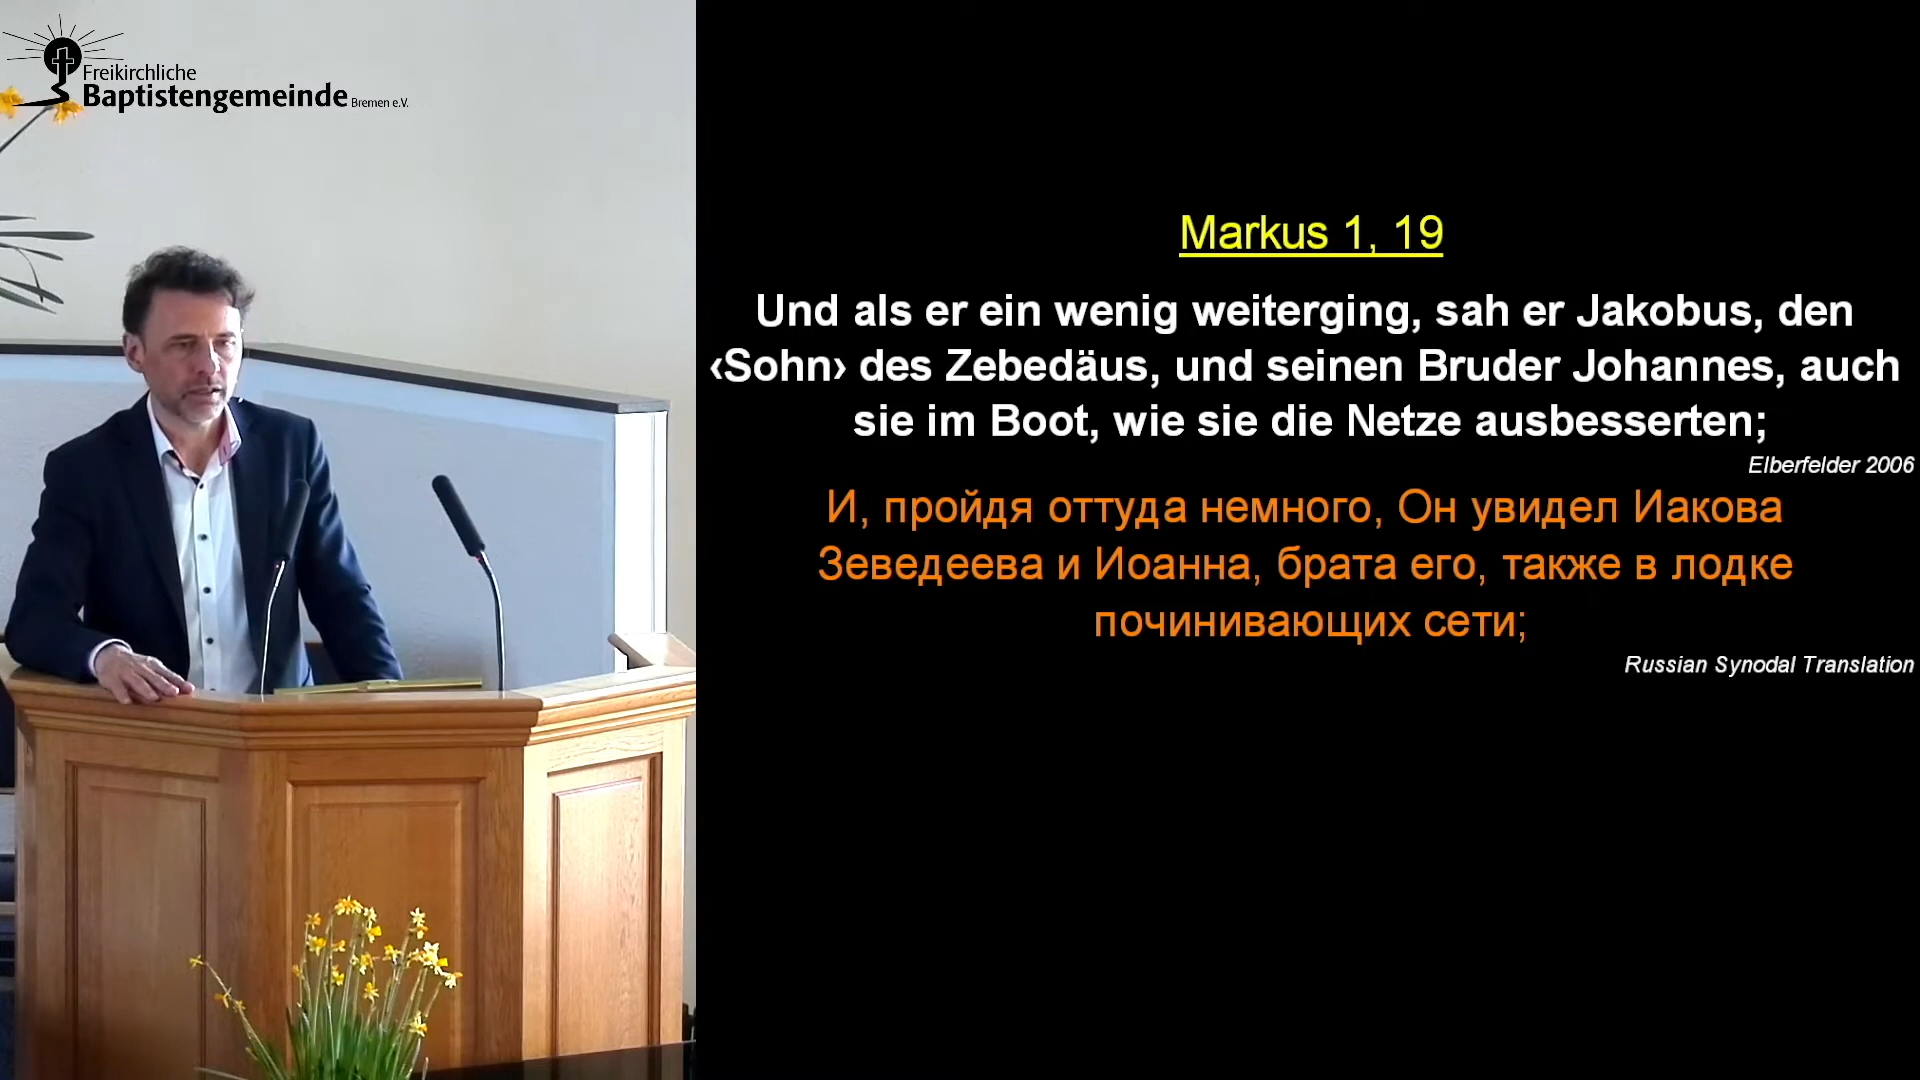 Freikirchliche
Baptistengemeinde Bremen e.V.
Markus 1, 19
Und als er ein wenig weiterging, sah er Jakobus, den
‹Sohn› des Zebedäus, und seinen Bruder Johannes, auch
sie im Boot, wie sie die Netze ausbesserten;
Elberfelder 2006
И, пройдя оттуда немного, Он увидел Иакова
Зеведеева и Иоанна, брата его, также в лодке
починивающих сети;
Russian Synodal Translation